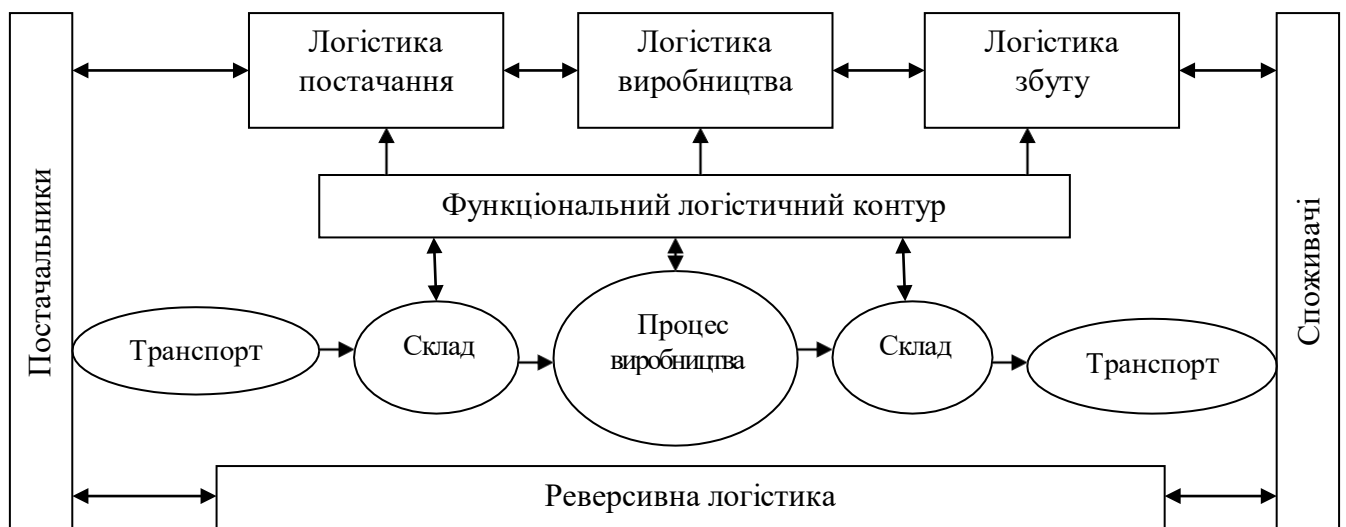 Постачальники
Логістика
постачання
Логістика
виробництва
Логістика
збуту
Функціональний логістичний контур
Транспорт
Склад
Процес
виробництва
Склад
Транспорт
Реверсивна логістика
Споживачі